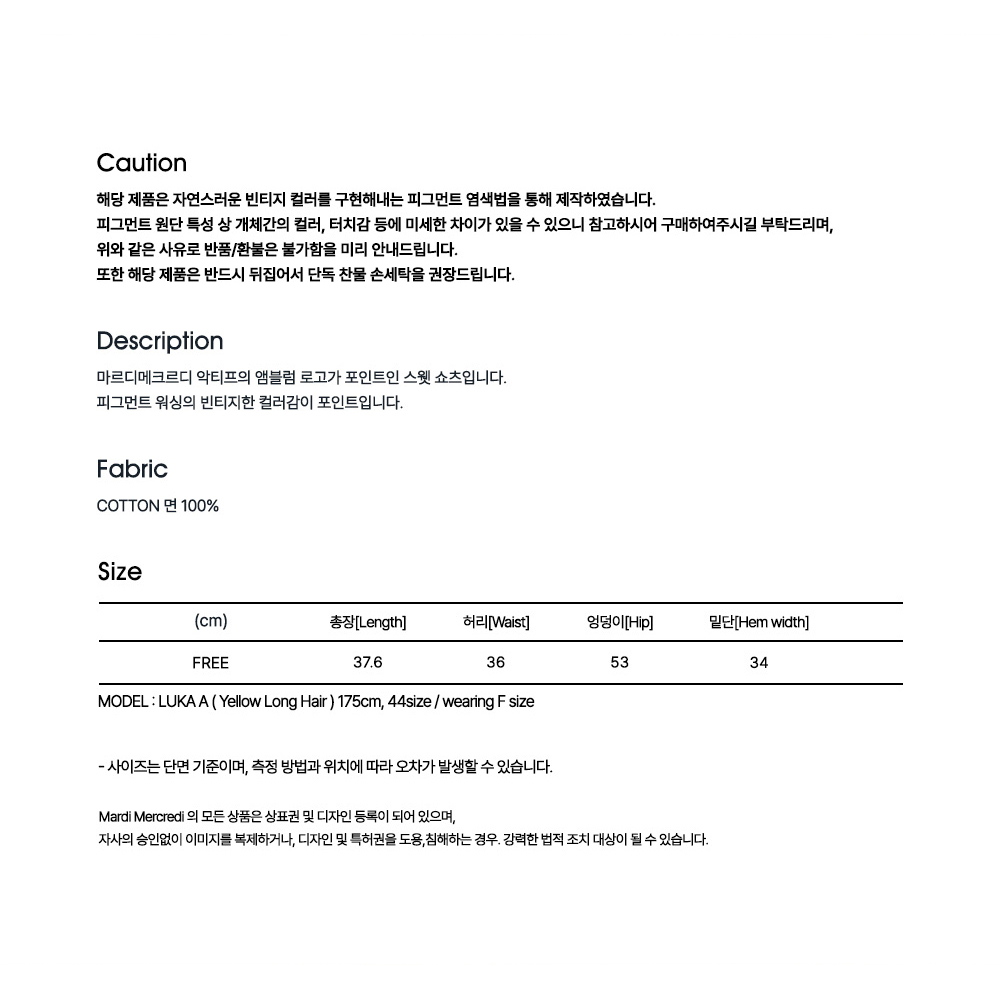 Caution
해당 제품은 자연스러운 빈티지 컬러를 구현해내는 피그먼트 염색법을 통해 제작하였습니다.
피그먼트 원단 특성 상 개체간의 컬러, 터치감 등에 미세한 차이가 있을 수 있으니 참고하시어 구매하여주시길 부탁드리며,
위와 같은 사유로 반품/환불은 불가함을 미리 안내드립니다.
또한 해당 제품은 반드시 뒤집어서 단독 찬물 손세탁을 권장드립니다.
Description
마르디메크르디 악티프의 앰블럼 로고가 포인트인 스웻 쇼츠입니다.
피그먼트 워싱의 빈티지한 컬러감이 포인트입니다.
Fabric
COTTON 면 100%
Size
(cm) 총장[Length] 허리[Waist] 엉덩이[Hip] 밑단[Hem width]
FREE 37.6 36 53 34
MODEL : LUKA A ( Yellow Long Hair ) 175cm, 44size / wearing F size
- 사이즈는 단면 기준이며, 측정 방법과 위치에 따라 오차가 발생할 수 있습니다.
Mardi Mercredi 의 모든 상품은 상표권 및 디자인 등록이 되어 있으며,
자사의 승인없이 이미지를 복제하거나, 디자인 및 특허권을 도용,침해하는 경우. 강력한 법적 조치 대상이 될 수 있습니다.